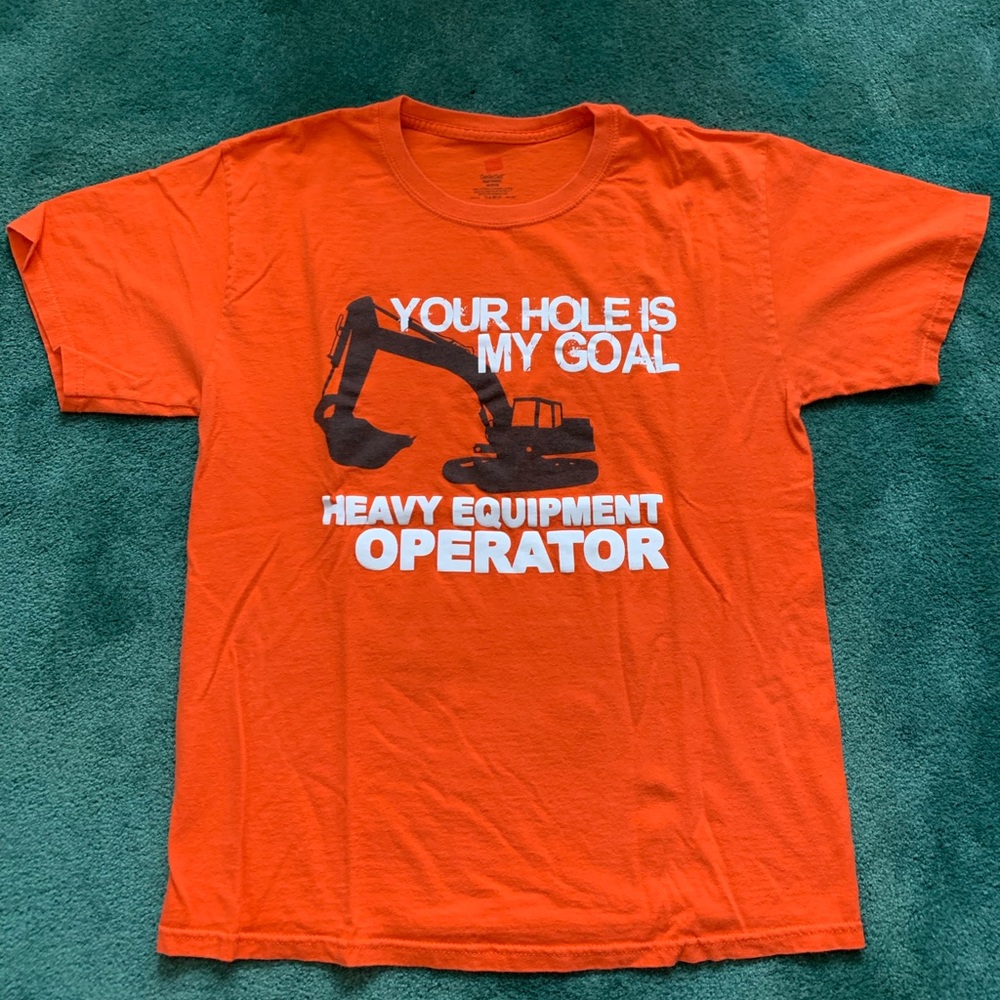 YOUR HOLE IS
MY GOAL
HEAVY EQUIPMENT
OPERATOR